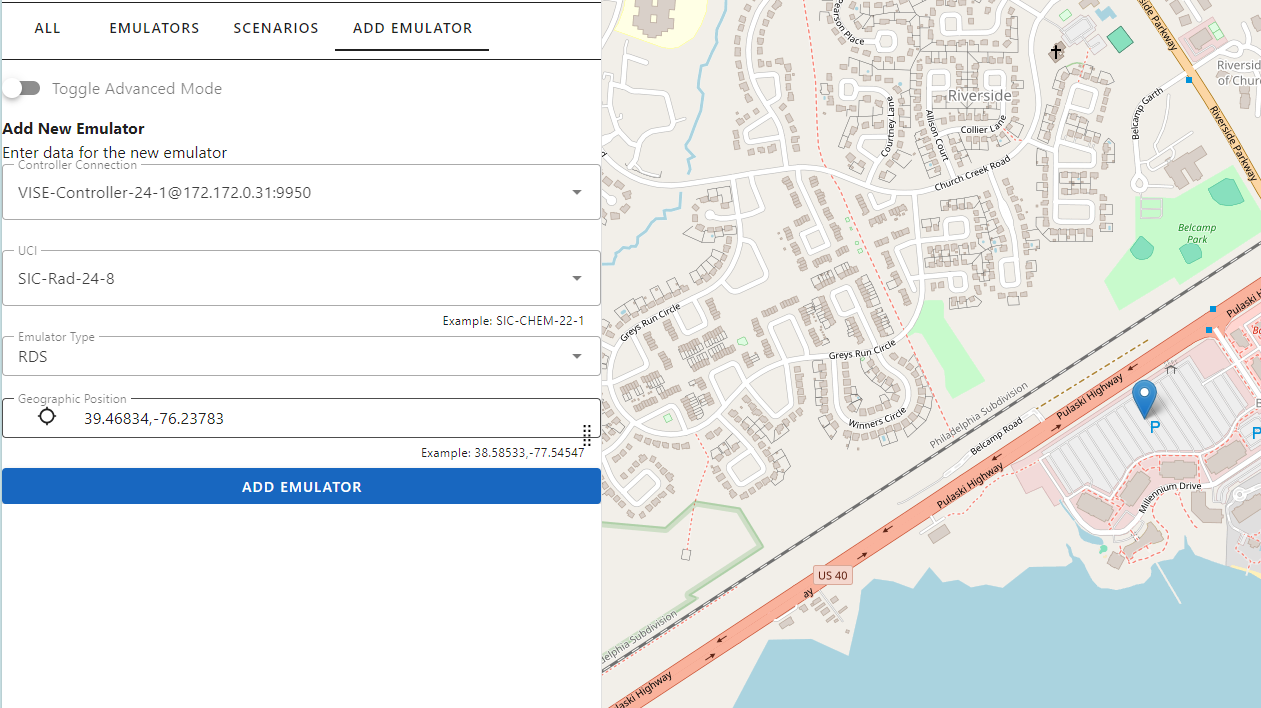 ALL EMULATORS SCENARIOS ADD EMULATOR
Toggle Advanced Mode
Add New Emulator
Enter data for the new emulator
Controller Connection
VISE-Controller-24-1@172.172.0.31:9950
UCI
SIC-Rad-24-8
Example: SIC-CHEM-22-1
Emulator Type
RDS
Geographic Position
39.46834,-76.23783
Example: 38.58533,-77.54547
ADD EMULATOR
Pearson Place
side Parkway
Riverside
of Churc
Riverside
Courtney Lane
Allison Court
Collier Lane
Belcamp Garth
Riverside Parkway
Church Creek Road
Belcamp
Park
Greys Run Circle
Greys Run Circle
Pulaski H
Pulaski Highway
Winners Circle
Philadelphia Subdivision
Belcamp Road
P
P
Pulaski Highway
Millennium Drive
US 40
ay
adelphia Subdivision
laski Highway